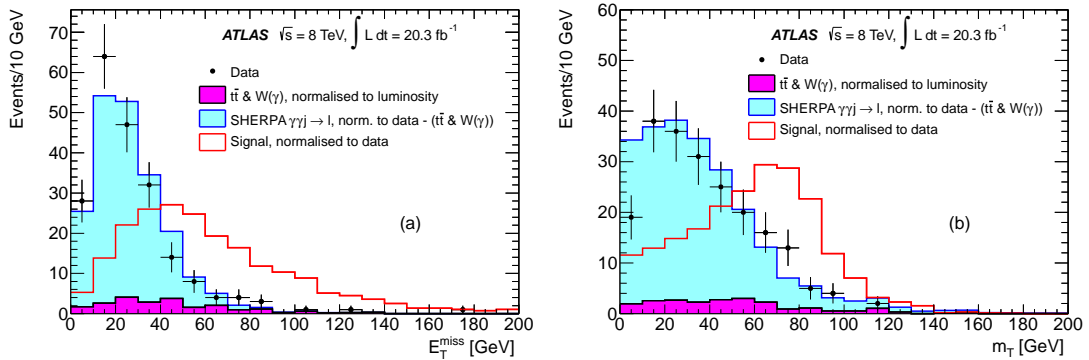 ATLAS √s = 8 TeV, ∫ L dt = 20.3 fb⁻¹
Data
tt̄ & W(γ), normalised to luminosity
SHERPA γγj → l, norm. to data - (tt̄ & W(γ))
Signal, normalised to data
(a)
Events/10 GeV
70
60
50
40
30
20
10
0
0 20 40 60 80 100 120 140 160 180 200
E_T^miss [GeV]
ATLAS √s = 8 TeV, ∫ L dt = 20.3 fb⁻¹
Data
tt̄ & W(γ), normalised to luminosity
SHERPA γγj → l, norm. to data - (tt̄ & W(γ))
Signal, normalised to data
(b)
Events/10 GeV
60
50
40
30
20
10
0
0 20 40 60 80 100 120 140 160 180 200
m_T [GeV]